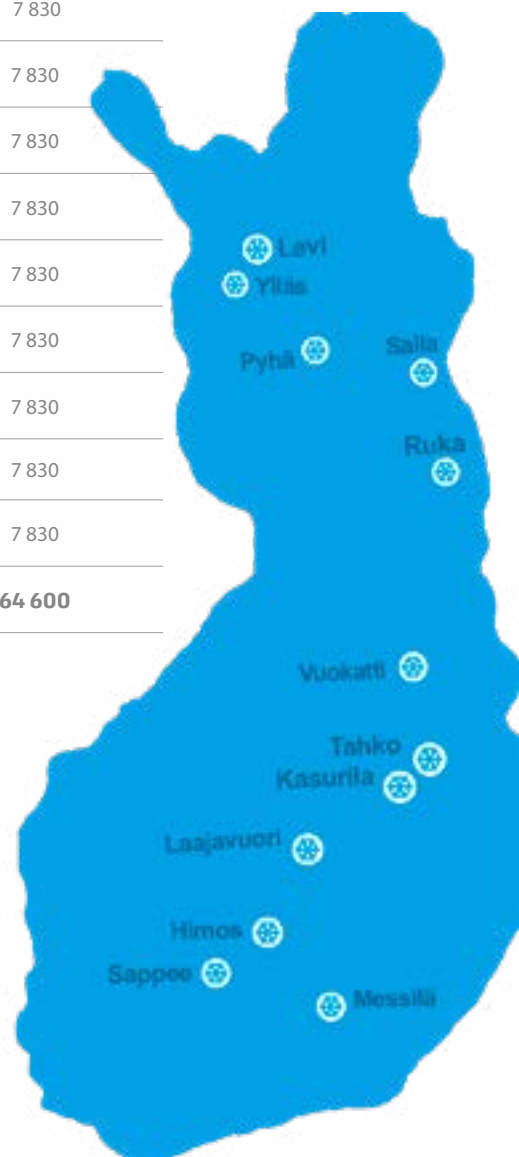 7 830
7 830
7 830
7 830
7 830
7 830
7 830
7 830
7 830
64 600
Levi
Ylläs
Pyhä
Salla
Ruka
Vuokatti
Tahko
Kasurila
Laajavuori
Himos
Sappee
Messilä